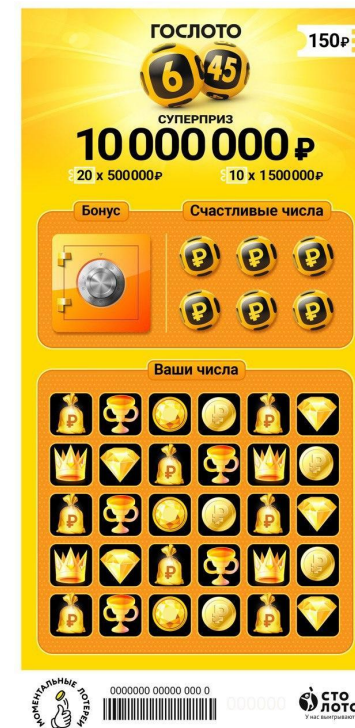 ГОСЛОТО
150₽
6 45
СУПЕРПРИЗ
10 000 000 ₽
20 x 500000₽ 10 x 1500000₽
Бонус Счастливые числа
₽ ₽ ₽
₽ ₽ ₽
Ваши числа
МОМЕНТАЛЬНЫЕ ЛОТЕРЕИ
0000000 00000 000 0
000000
СТО
ЛОТО
У нас выигрывают